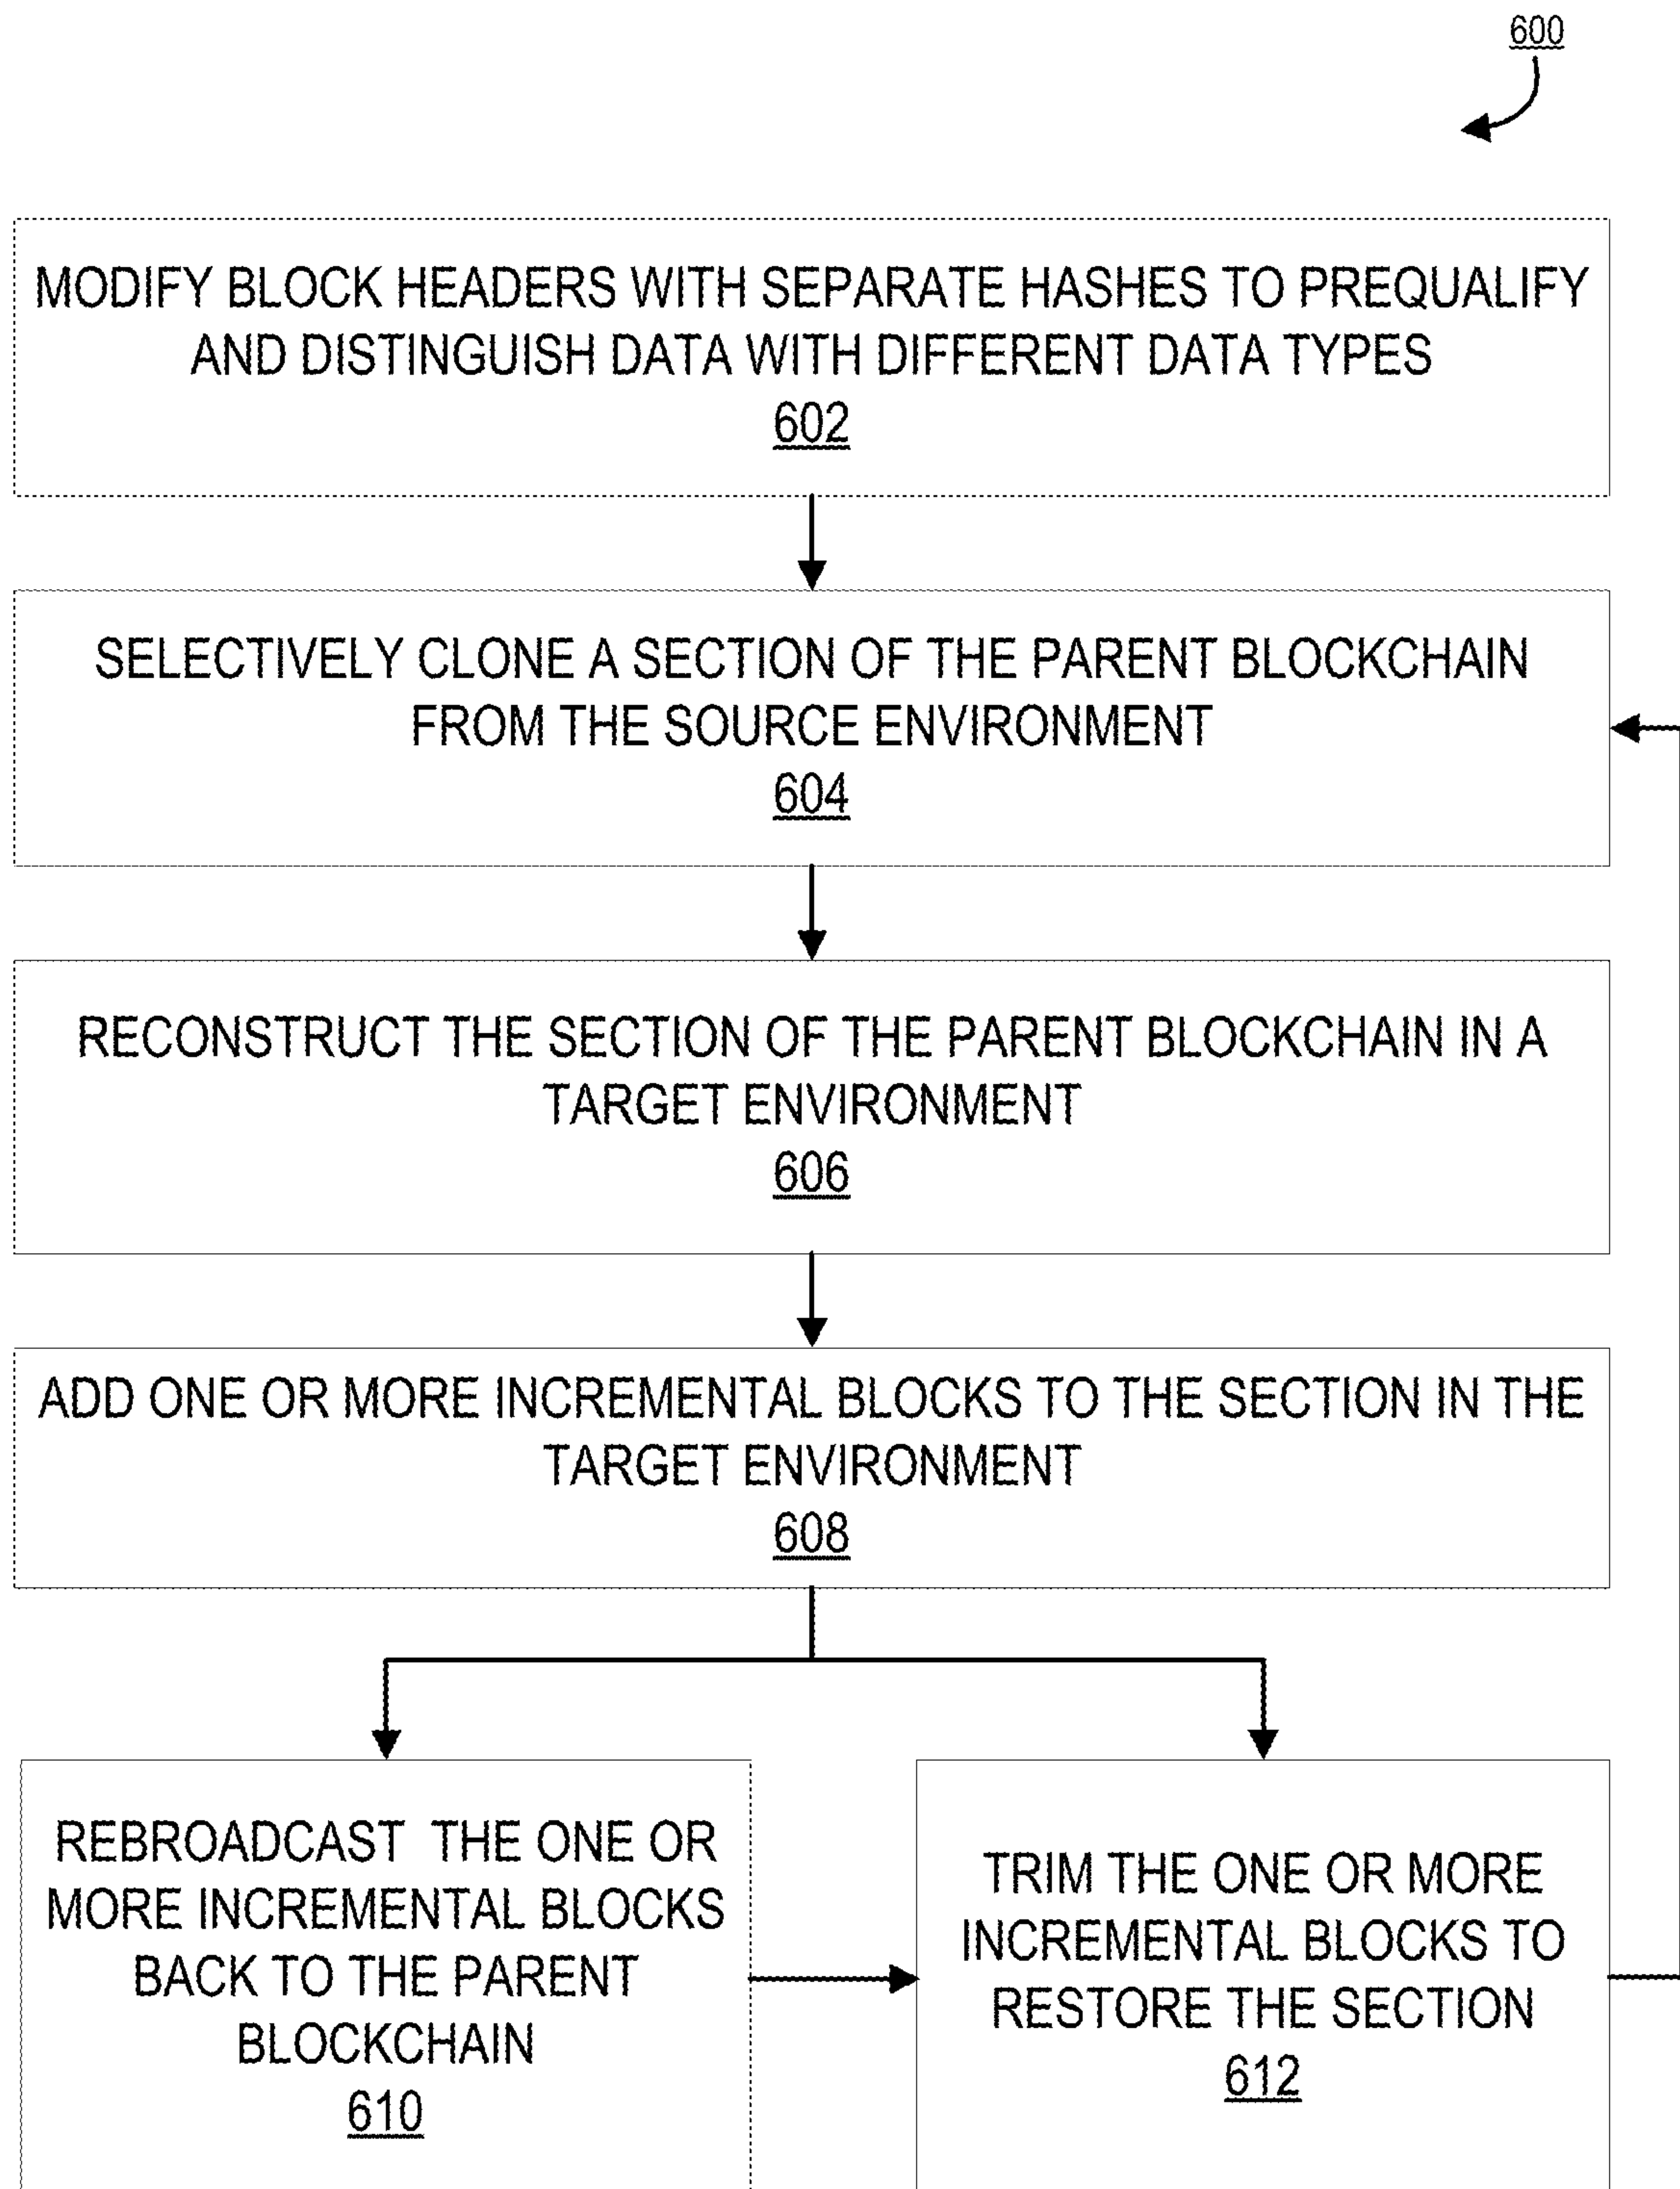 600
MODIFY BLOCK HEADERS WITH SEPARATE HASHES TO PREQUALIFY
AND DISTINGUISH DATA WITH DIFFERENT DATA TYPES
602
SELECTIVELY CLONE A SECTION OF THE PARENT BLOCKCHAIN
FROM THE SOURCE ENVIRONMENT
604
RECONSTRUCT THE SECTION OF THE PARENT BLOCKCHAIN IN A
TARGET ENVIRONMENT
606
ADD ONE OR MORE INCREMENTAL BLOCKS TO THE SECTION IN THE
TARGET ENVIRONMENT
608
REBROADCAST THE ONE OR
MORE INCREMENTAL BLOCKS
BACK TO THE PARENT
BLOCKCHAIN
610
TRIM THE ONE OR MORE
INCREMENTAL BLOCKS TO
RESTORE THE SECTION
612